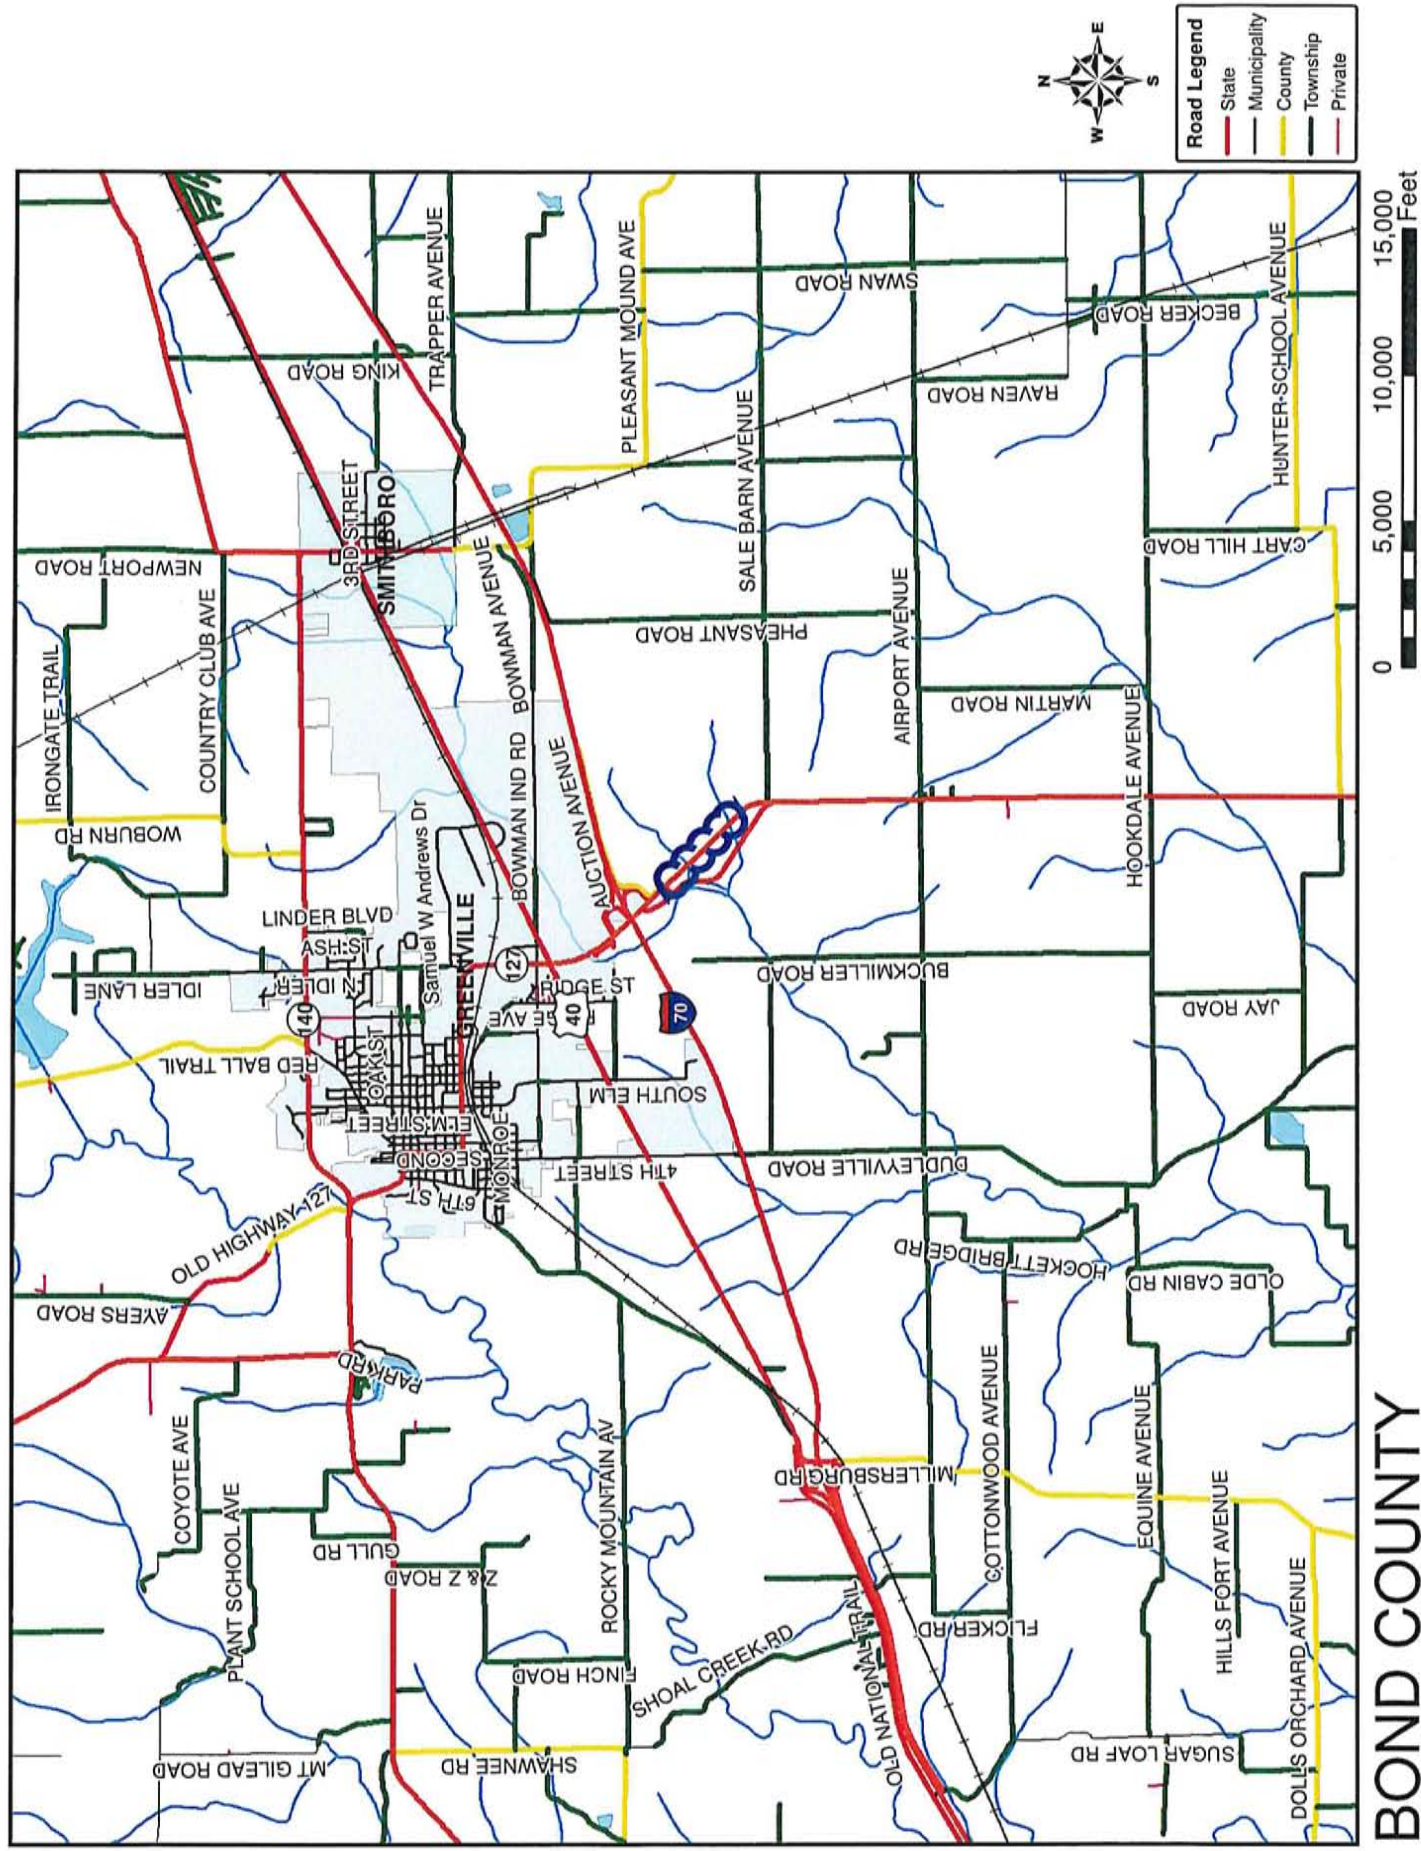 BOND COUNTY
N
W
E
S
Road Legend
State
Municipality
County
Township
Private
0
5,000
10,000
15,000
Feet
MT GILEAD ROAD
PLANT SCHOOL AVE
COYOTE AVE
AYERS ROAD
OLD HIGHWAY 127
RED BALL TRAIL
IDLER LANE
N IDLER
LINDER BLVD
ASH ST
WOBURN RD
IRONGATE TRAIL
COUNTRY CLUB AVE
NEWPORT ROAD
3RD STREET
SMITHBORO
KING ROAD
TRAPPER AVENUE
GULL RD
PARK RD
140
OAK ST
Samuel W Andrews Dr
GREENVILLE
ELM STREET
SECOND
6TH ST
MONROE
4TH STREET
SOUTH ELM
RIDGE ST
E AVE
40
127
70
BOWMAN IND RD
BOWMAN AVENUE
AUCTION AVENUE
PLEASANT MOUND AVE
SHAWNEE RD
Z & Z ROAD
FINCH ROAD
ROCKY MOUNTAIN AV
SHOAL CREEK RD
OLD NATIONAL TRAIL
MILLERSBURG RD
DUDLEYVILLE ROAD
BUCKMILLER ROAD
PHEASANT ROAD
SALE BARN AVENUE
SWAN ROAD
AIRPORT AVENUE
RAVEN ROAD
BECKER ROAD
MARTIN ROAD
HOCKETT BRIDGE RD
FLICKER RD
COTTONWOOD AVENUE
SUGAR LOAF RD
EQUINE AVENUE
OLDE CABIN RD
HOOKDALE AVENUE
JAY ROAD
CART HILL ROAD
HUNTER-SCHOOL AVENUE
HILLS FORT AVENUE
DOLLS ORCHARD AVENUE